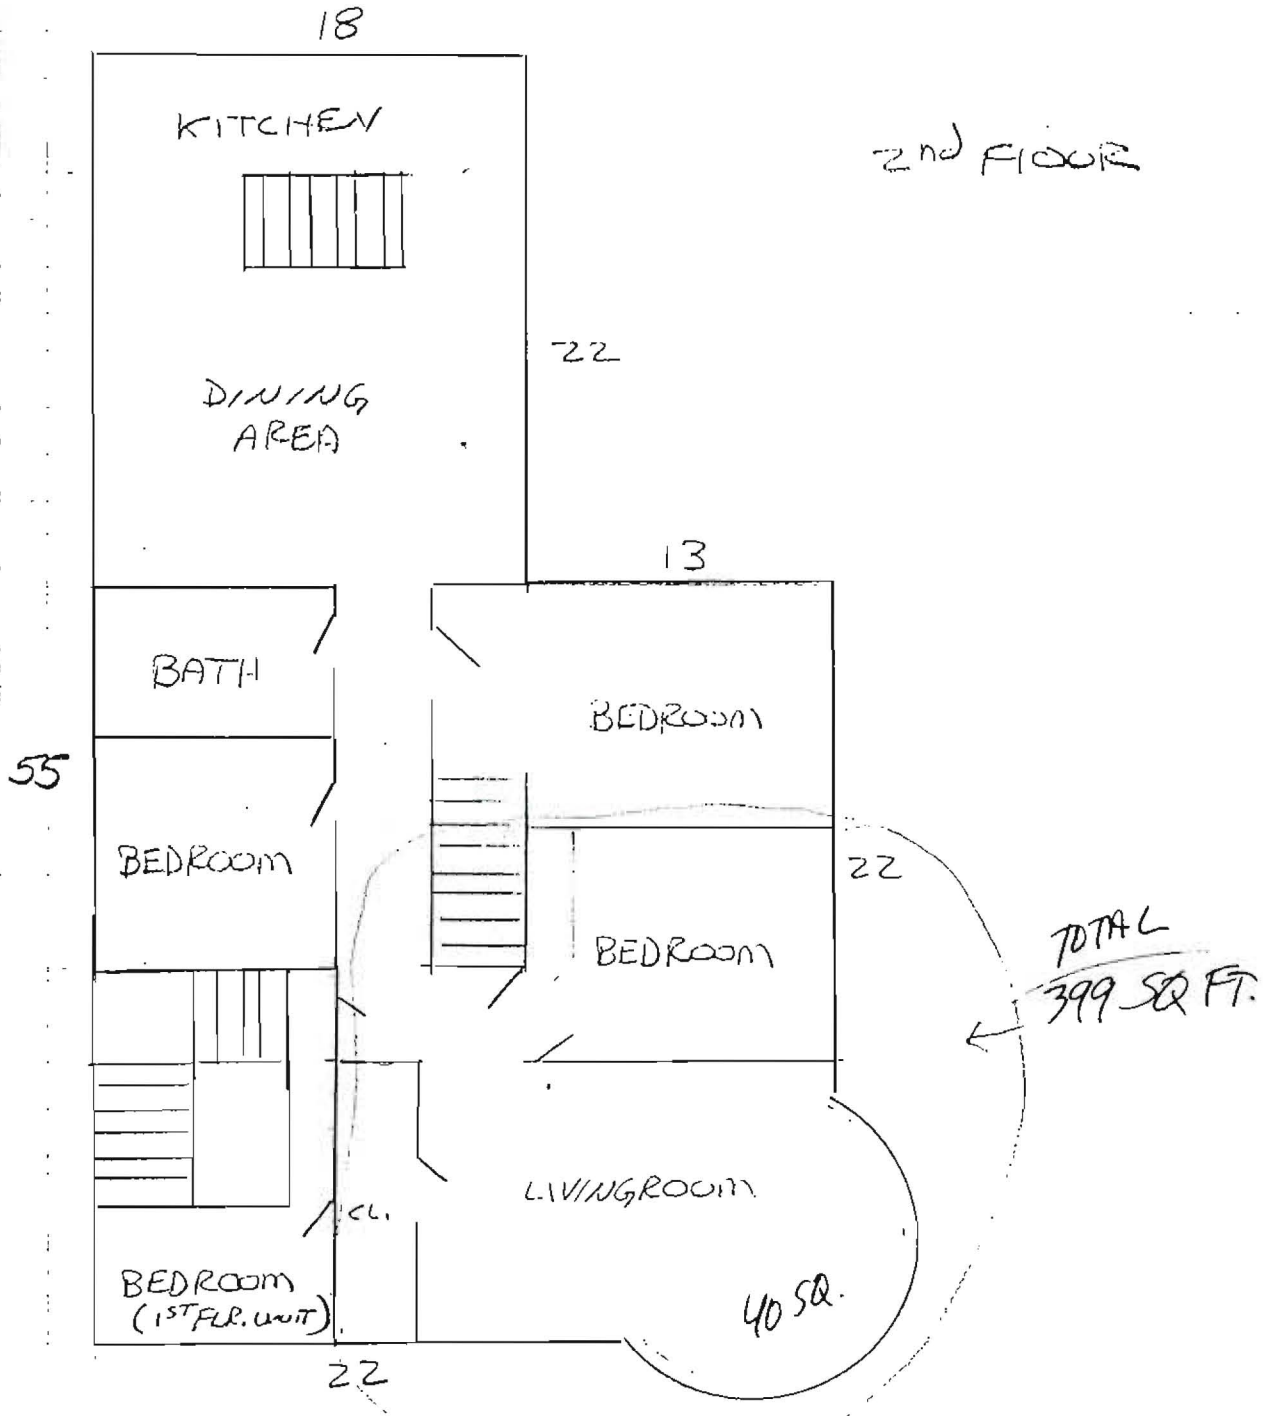 18
KITCHEN
2nd FLOOR
22
DINING
AREA
13
BATH
BEDROOM
55
BEDROOM
22
BEDROOM
TOTAL
399 SQ FT.
LIVINGROOM
CL.
BEDROOM
(1ST FLR. UNIT)
40 SQ.
22